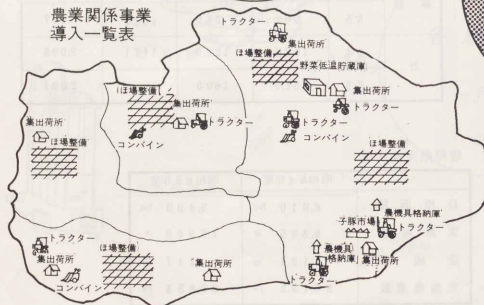 農業関係事業
導入一覧表
トラクター
集出荷所
ほ場整備
野菜低温貯蔵庫
集出荷所
トラクター
ほ場整備
集出荷所
トラクター
コンバイン
トラクター
コンバイン
集出荷所
ほ場整備
ほ場整備
農機具格納庫
子豚市場
トラクター
農機具
格納庫
集出荷所
トラクター
トラクター
ほ場整備
集出荷所
コンバイン
集出荷所